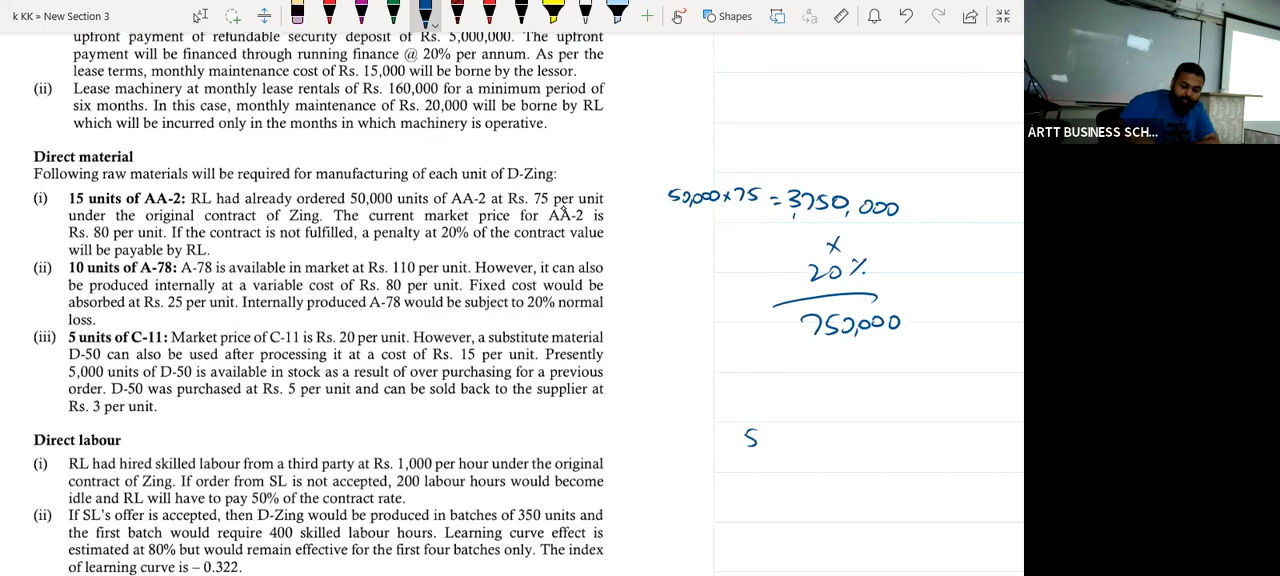 k KK » New Section 3
Shapes
upfront payment of refundable security deposit of Rs. 5,000,000. The upfront
payment will be financed through running finance @ 20% per annum. As per the
lease terms, monthly maintenance cost of Rs. 15,000 will be borne by the lessor.
(ii) Lease machinery at monthly lease rentals of Rs. 160,000 for a minimum period of
six months. In this case, monthly maintenance of Rs. 20,000 will be borne by RL
which will be incurred only in the months in which machinery is operative.
Direct material
Following raw materials will be required for manufacturing of each unit of D-Zing:
(i) 15 units of AA-2: RL had already ordered 50,000 units of AA-2 at Rs. 75 per unit
under the original contract of Zing. The current market price for AA-2 is
Rs. 80 per unit. If the contract is not fulfilled, a penalty at 20% of the contract value
will be payable by RL.
(ii) 10 units of A-78: A-78 is available in market at Rs. 110 per unit. However, it can also
be produced internally at a variable cost of Rs. 80 per unit. Fixed cost would be
absorbed at Rs. 25 per unit. Internally produced A-78 would be subject to 20% normal
loss.
(iii) 5 units of C-11: Market price of C-11 is Rs. 20 per unit. However, a substitute material
D-50 can also be used after processing it at a cost of Rs. 15 per unit. Presently
5,000 units of D-50 is available in stock as a result of over purchasing for a previous
order. D-50 was purchased at Rs. 5 per unit and can be sold back to the supplier at
Rs. 3 per unit.
Direct labour
(i) RL had hired skilled labour from a third party at Rs. 1,000 per hour under the original
contract of Zing. If order from SL is not accepted, 200 labour hours would become
idle and RL will have to pay 50% of the contract rate.
(ii) If SL's offer is accepted, then D-Zing would be produced in batches of 350 units and
the first batch would require 400 skilled labour hours. Learning curve effect is
estimated at 80% but would remain effective for the first four batches only. The index
of learning curve is – 0.322.
50,000 x 75 = 3,750,000
x
20%
750,000
5
ARTT BUSINESS SCH...